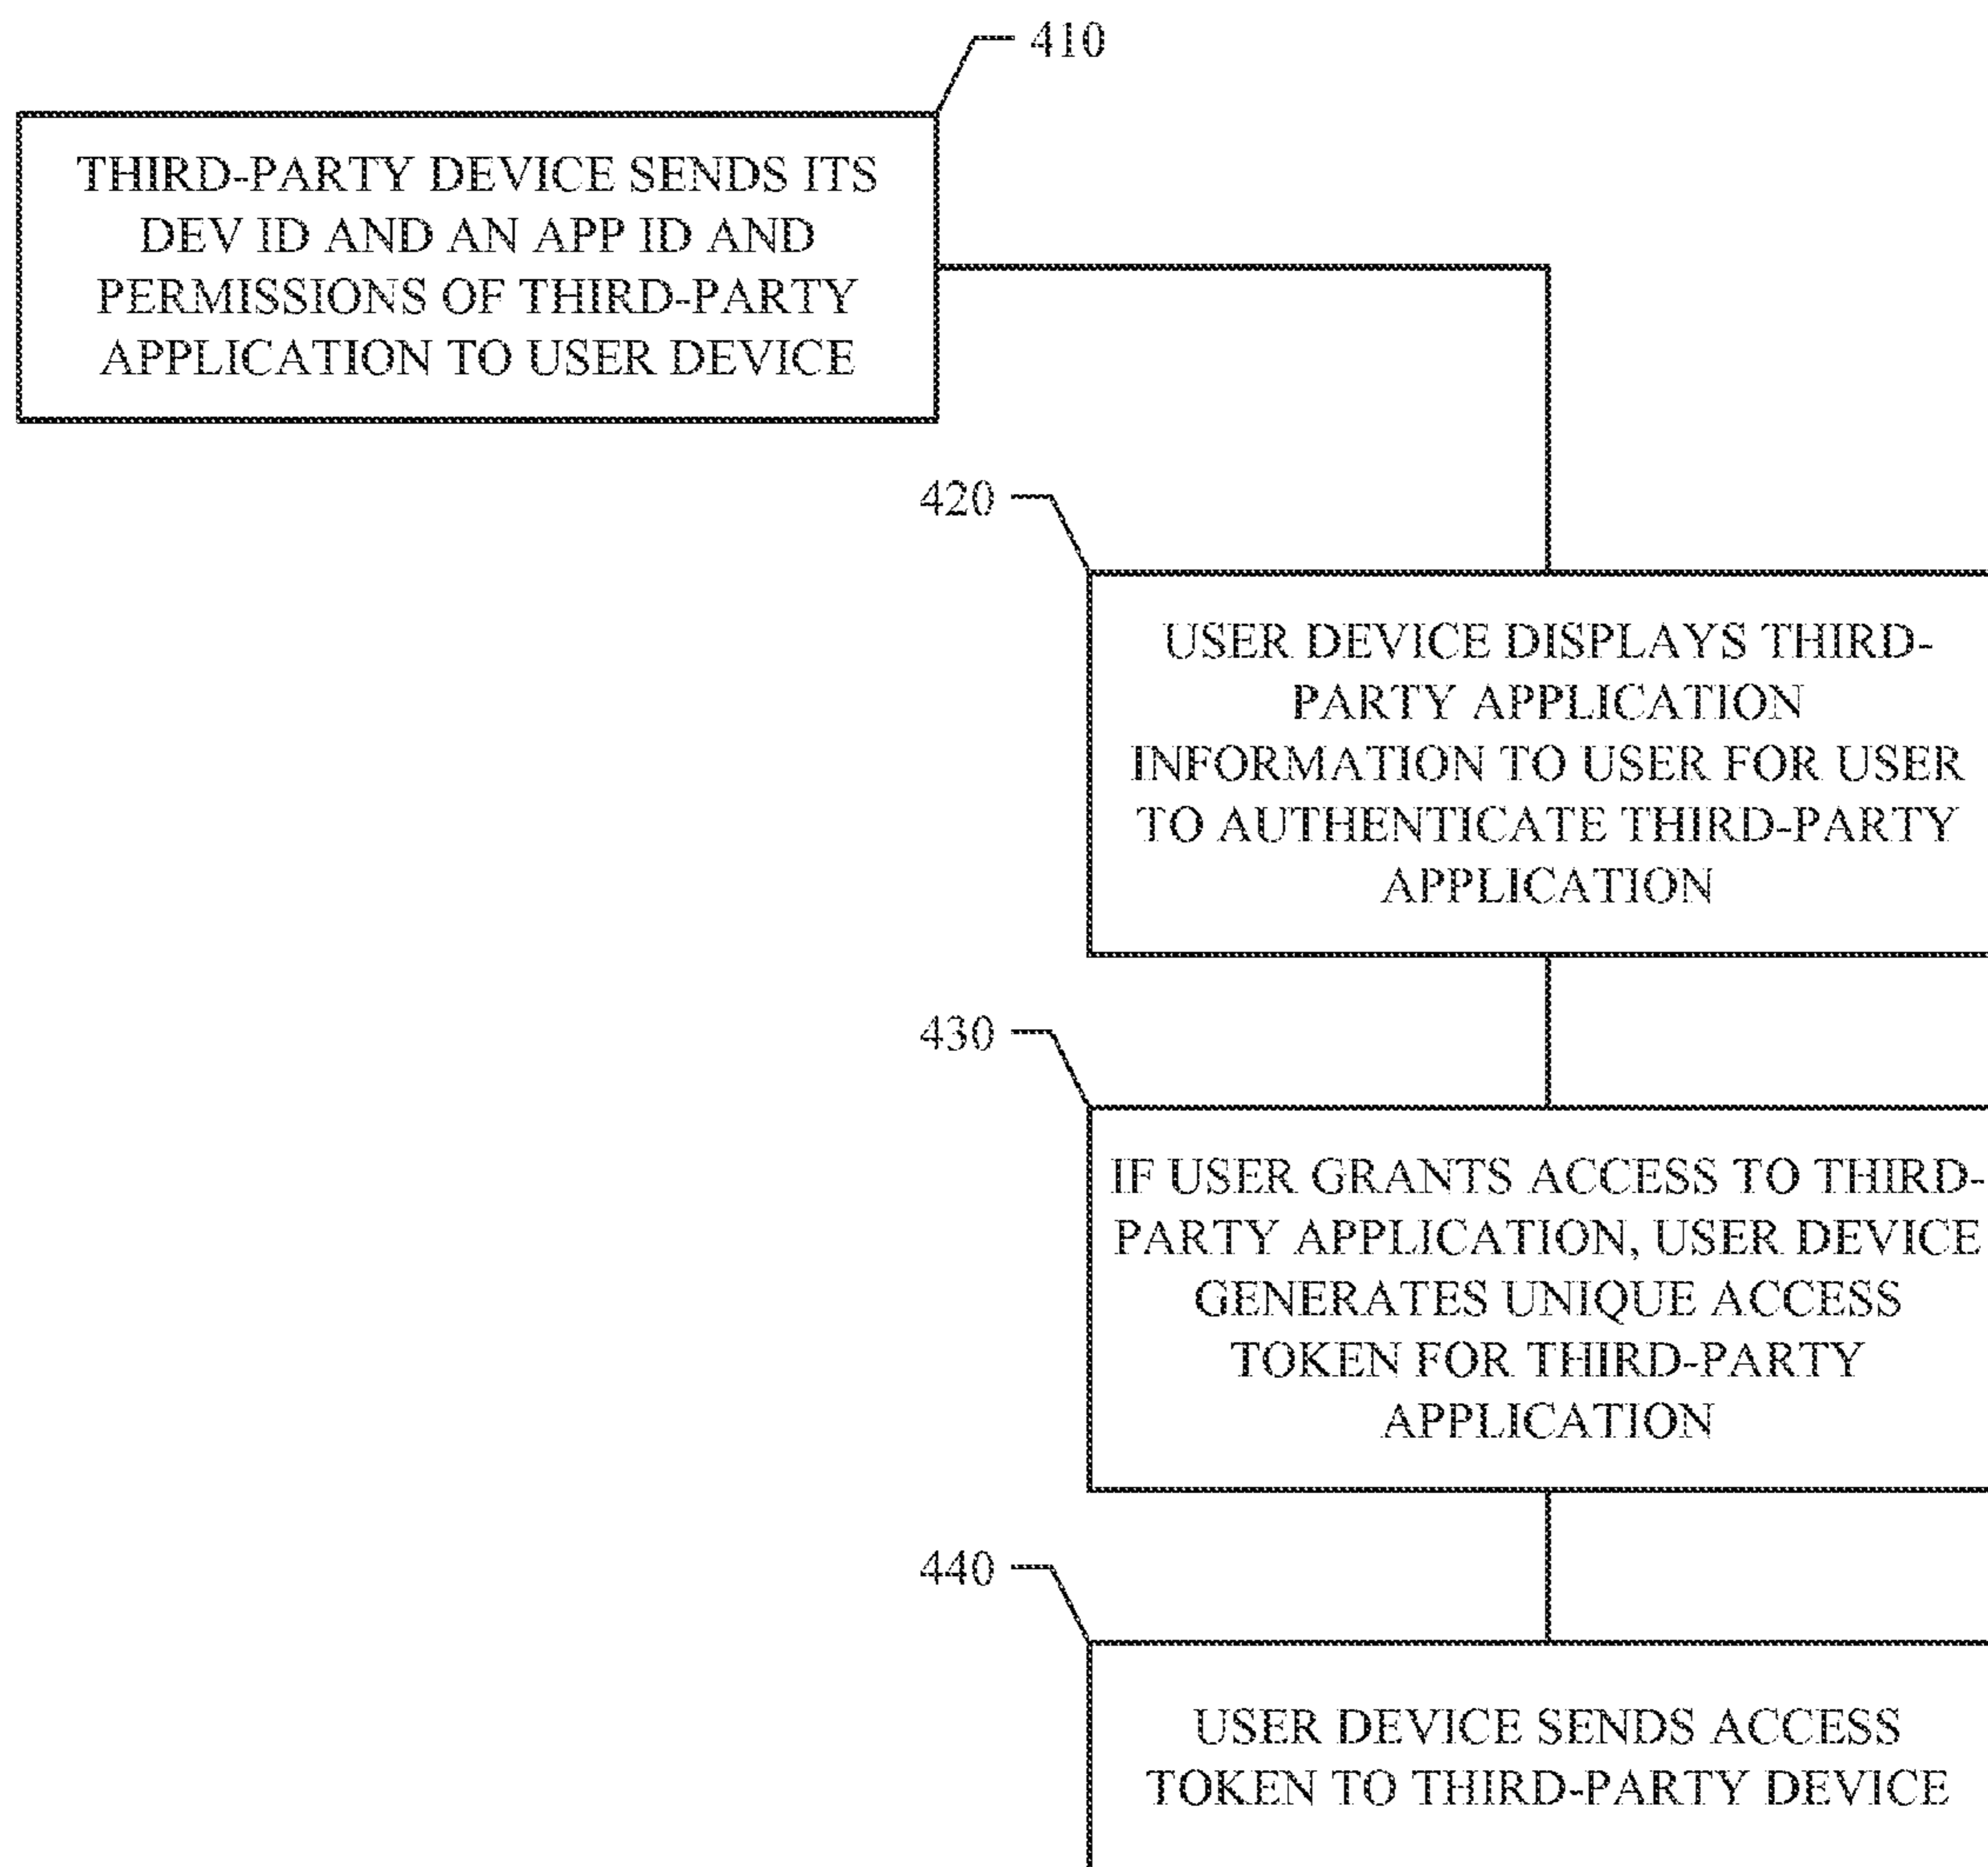 410
THIRD-PARTY DEVICE SENDS ITS
DEV ID AND AN APP ID AND
PERMISSIONS OF THIRD-PARTY
APPLICATION TO USER DEVICE
420
USER DEVICE DISPLAYS THIRD-
PARTY APPLICATION
INFORMATION TO USER FOR USER
TO AUTHENTICATE THIRD-PARTY
APPLICATION
430
IF USER GRANTS ACCESS TO THIRD-
PARTY APPLICATION, USER DEVICE
GENERATES UNIQUE ACCESS
TOKEN FOR THIRD-PARTY
APPLICATION
440
USER DEVICE SENDS ACCESS
TOKEN TO THIRD-PARTY DEVICE